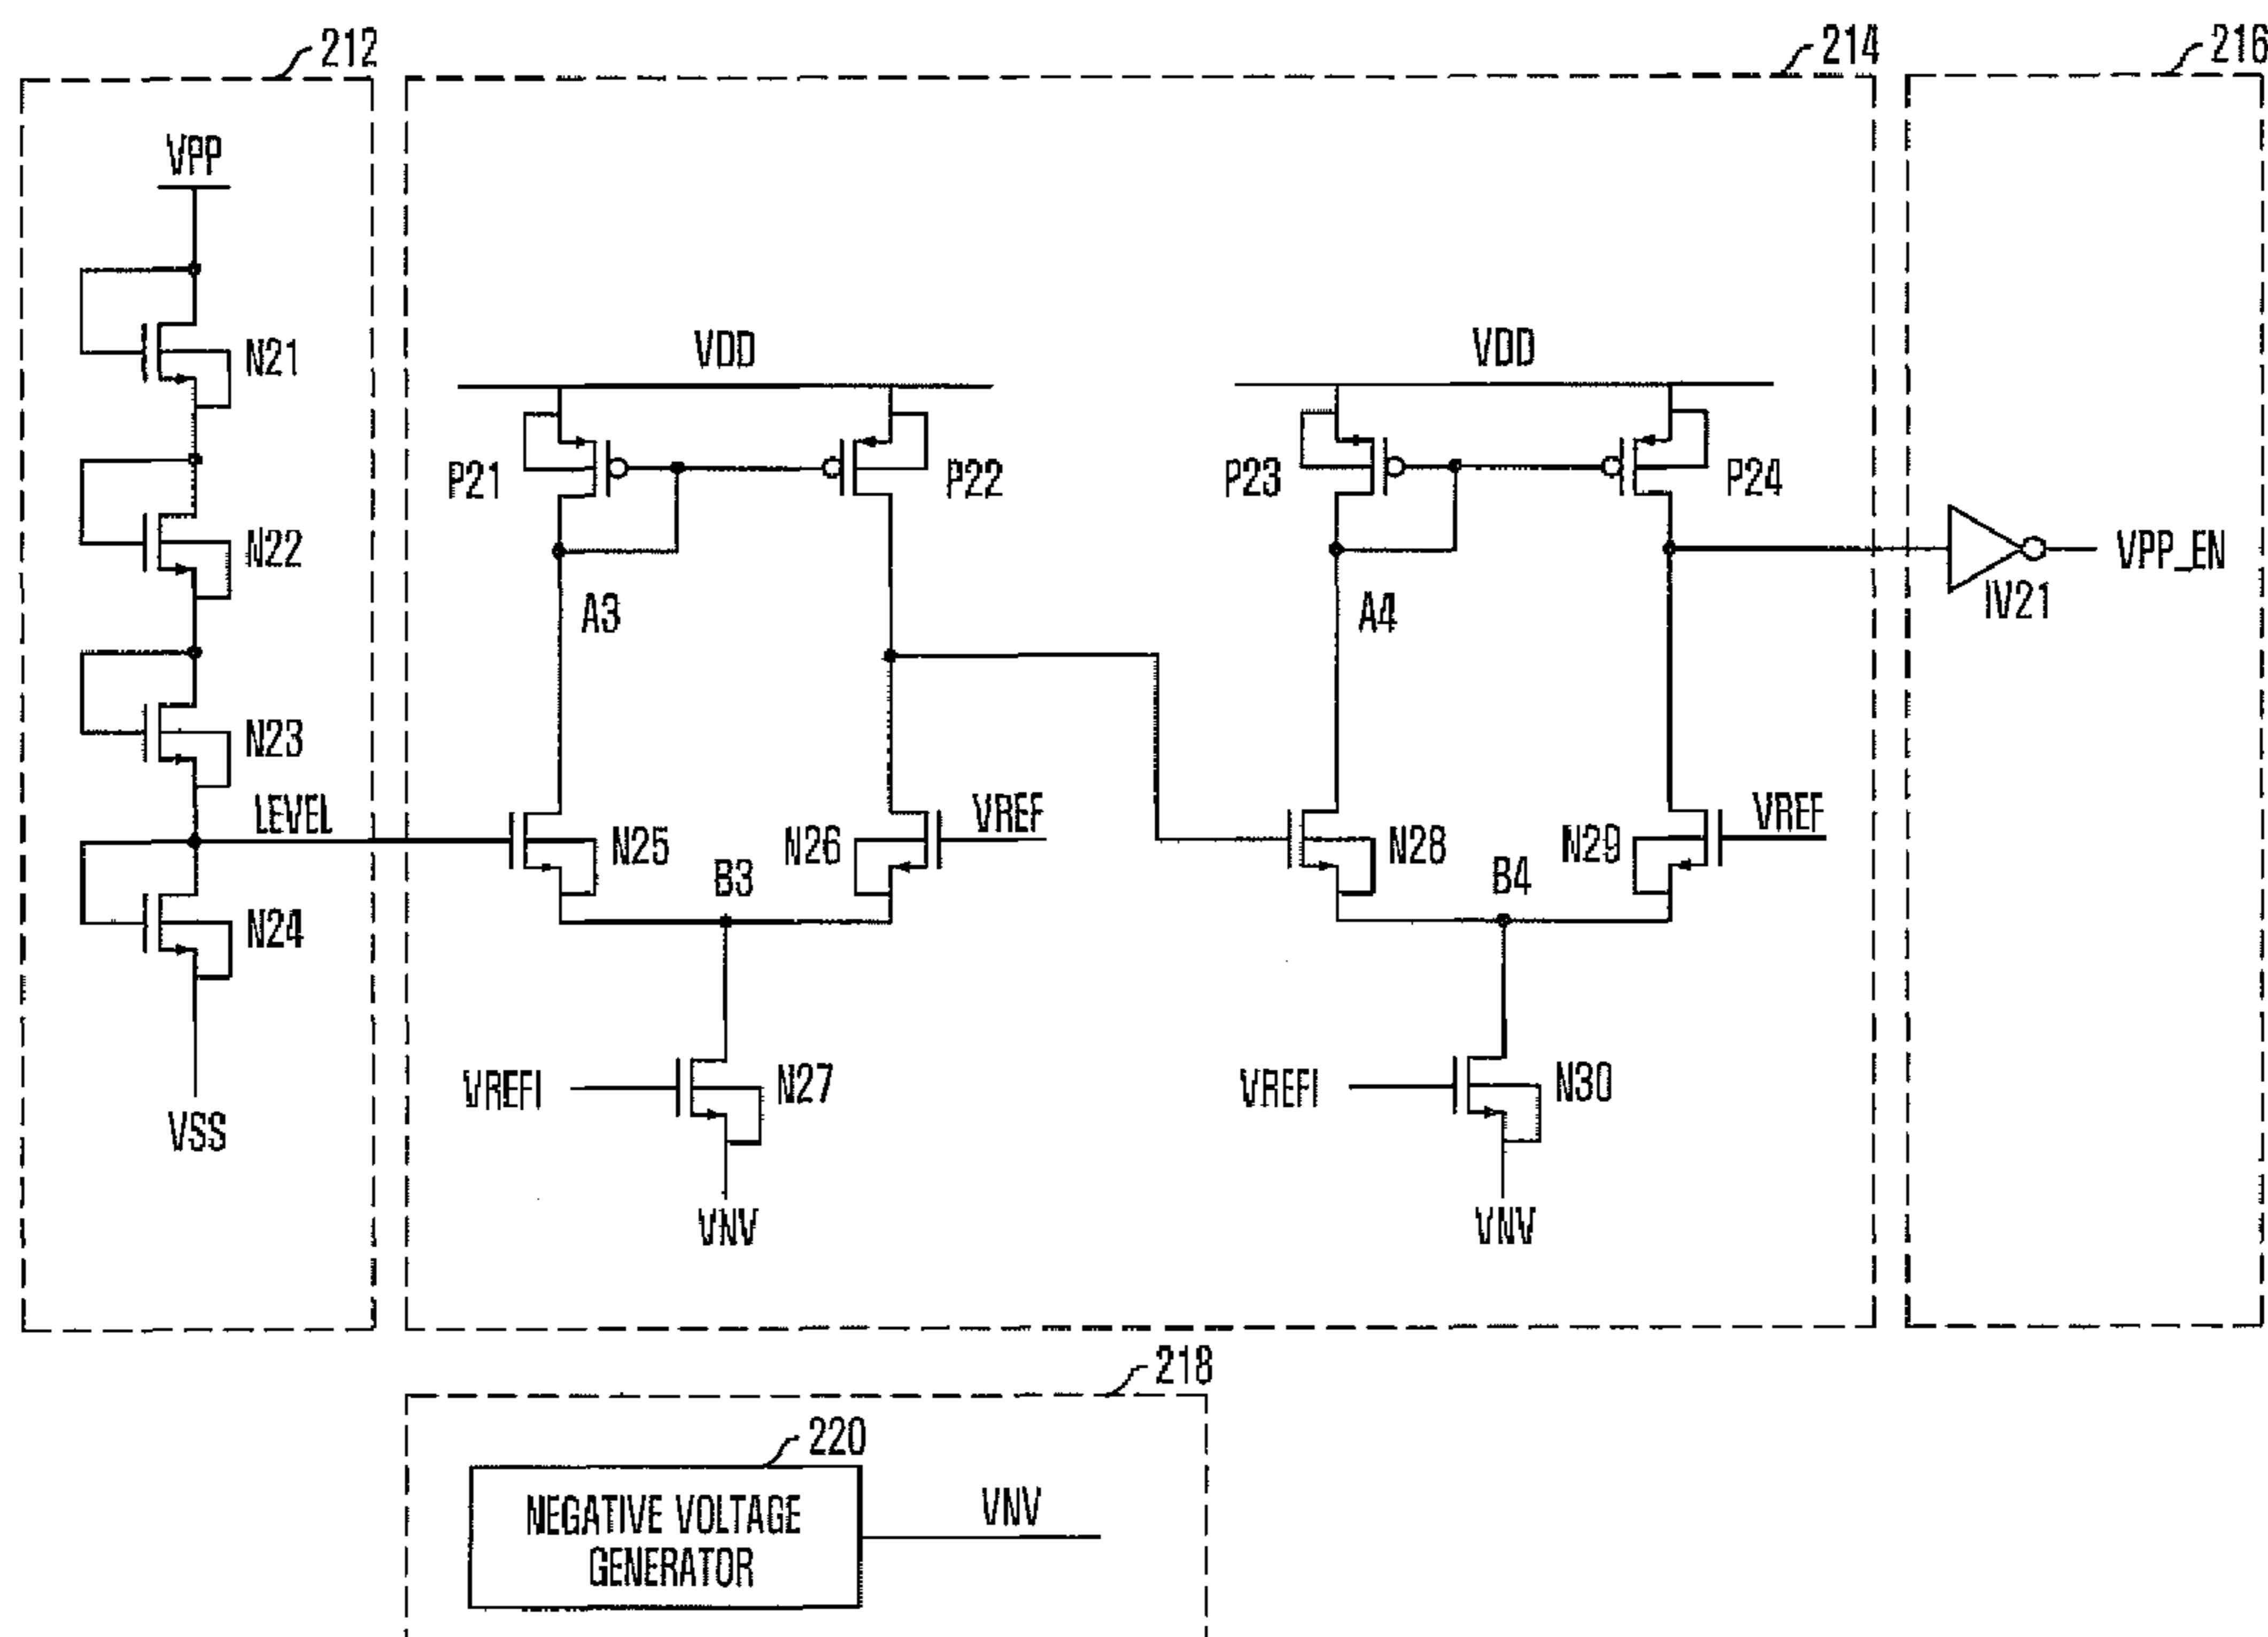 212
214
216
VPP
N21
N22
N23
LEVEL
N24
VSS
VDD
P21
P22
A3
N25
N26
VREF
B3
VREFI
N27
VNV
VDD
P23
P24
A4
N28
N29
VREF
B4
VREFI
N30
VNV
IV21
VPP_EN
218
220
NEGATIVE VOLTAGE
GENERATOR
VNV